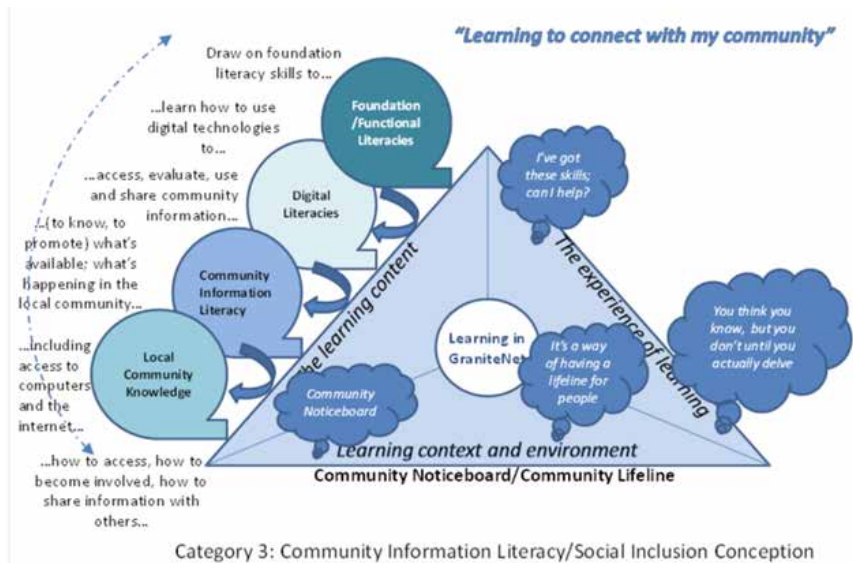 "Learning to connect with my community"
Draw on foundation
literacy skills to...
...learn how to use
digital technologies
to...
...access, evaluate, use
and share community
information...
...(to know, to
promote) what's
available; what's
happening in the
local community...
...including
access to
computers
and the
internet...
...how to access, how to
become involved, how to
share information with
others...
Foundation
/Functional
Literacies
Digital
Literacies
Community
Information
Literacy
Local
Community
Knowledge
the learning content
The experience of learning
Learning context and environment
Learning in
GraniteNet
I've got
these skills;
can I help?
You think you
know, but you
don't until you
actually delve
It's a way
of having a
lifeline for
people
Community
Noticeboard
Community Noticeboard/Community Lifeline
Category 3: Community Information Literacy/Social Inclusion Conception